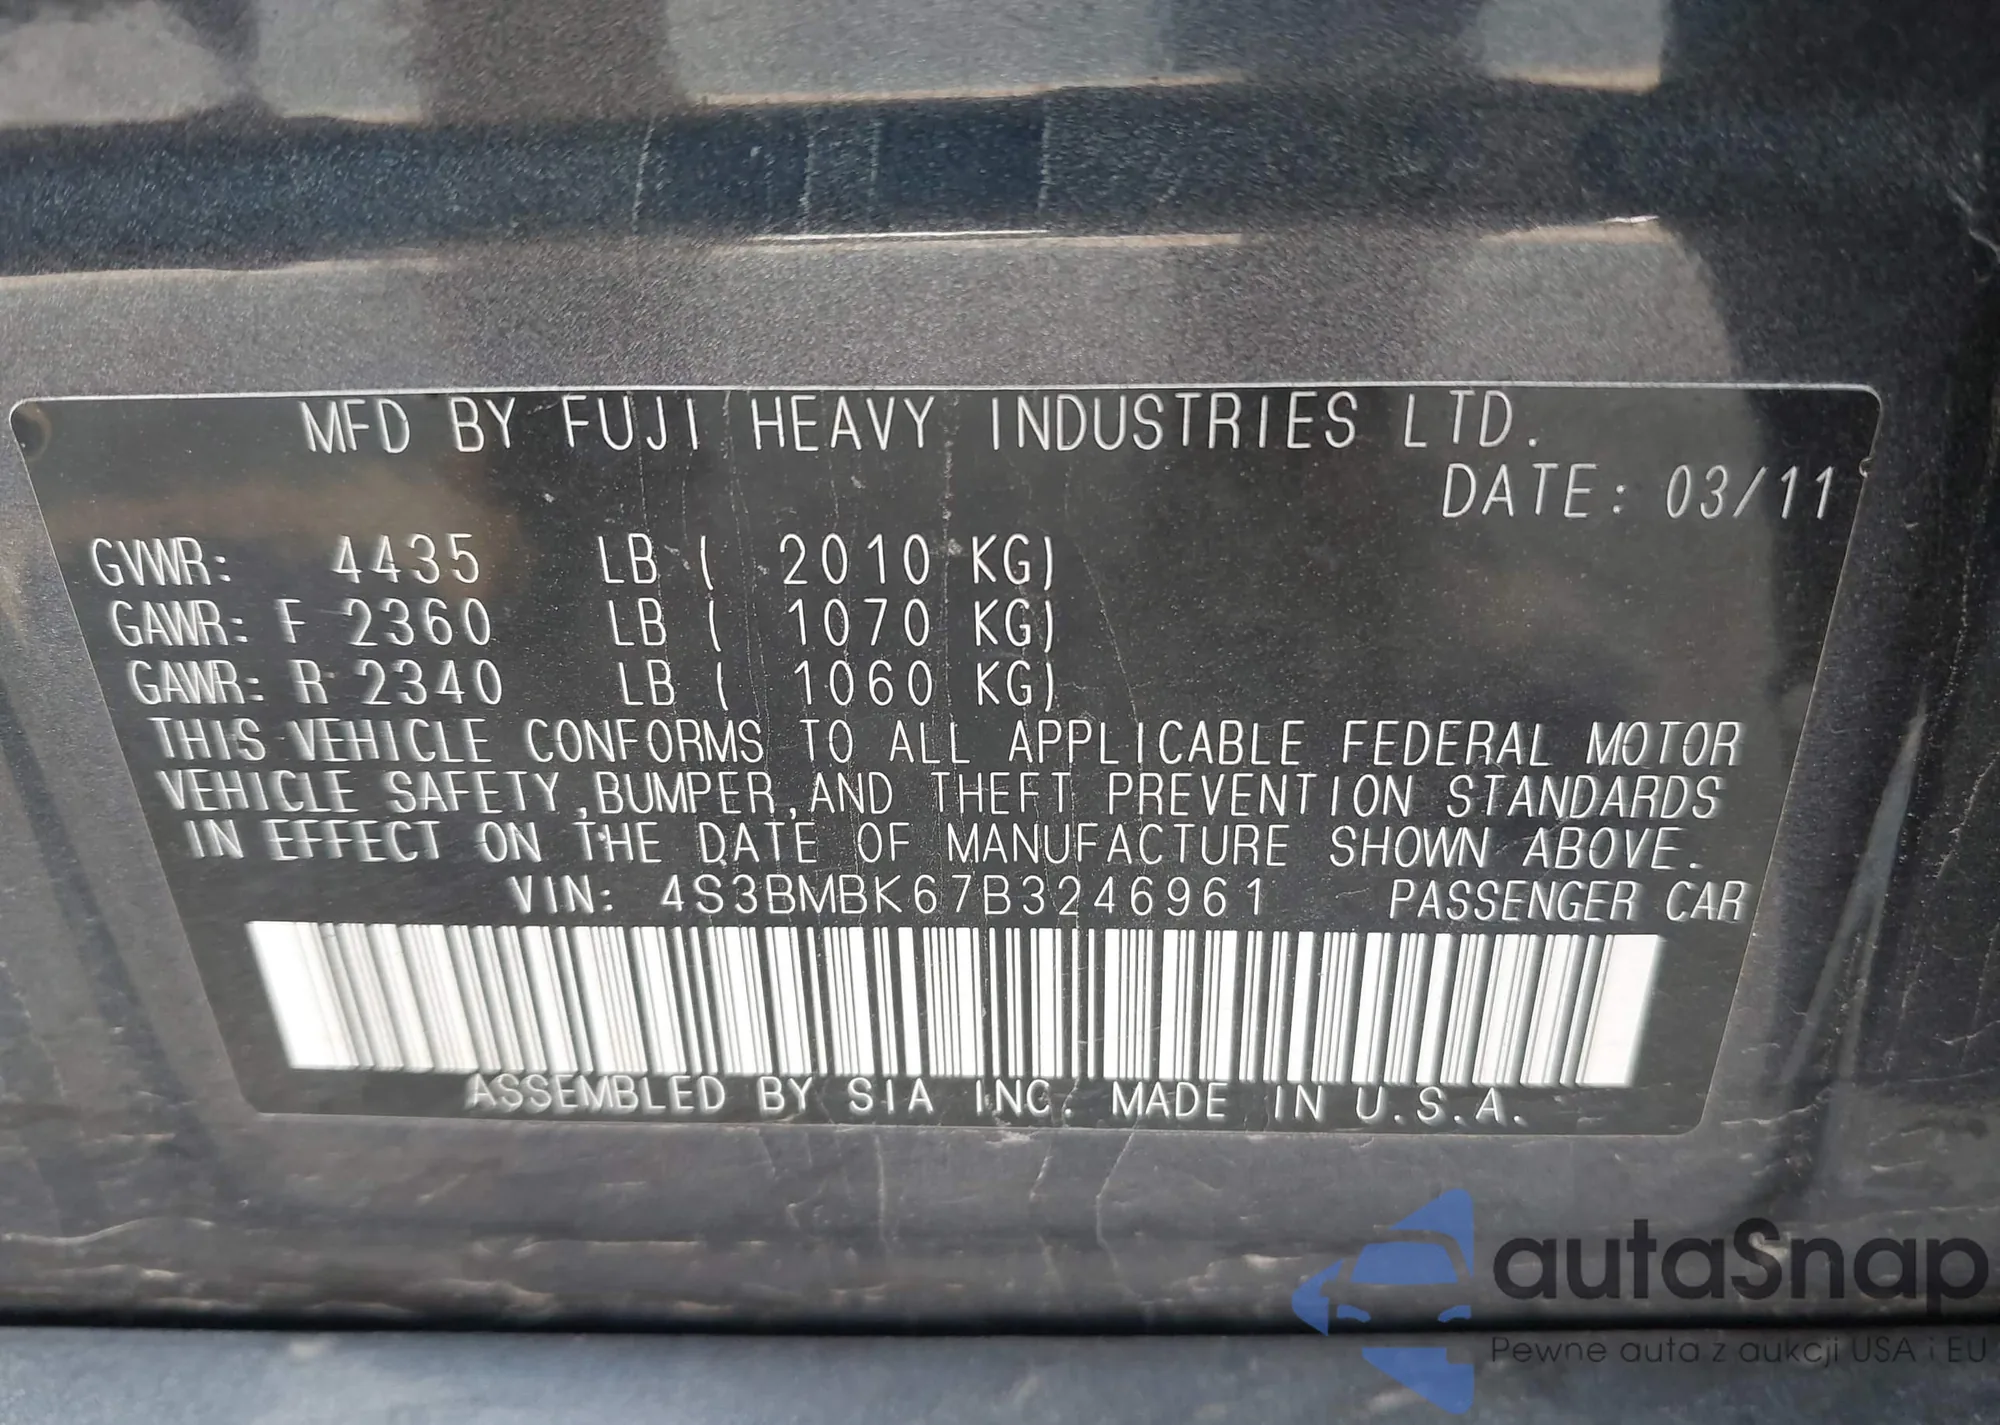 MFD BY FUJI HEAVY INDUSTRIES LTD.
DATE: 03/11
GVWR: 4435 LB ( 2010 KG)
GAWR: F 2360 LB ( 1070 KG)
GAWR: R 2340 LB ( 1060 KG)
THIS VEHICLE CONFORMS TO ALL APPLICABLE FEDERAL MOTOR
VEHICLE SAFETY,BUMPER,AND THEFT PREVENTION STANDARDS
IN EFFECT ON THE DATE OF MANUFACTURE SHOWN ABOVE.
VIN: 4S3BMBK67B3246961 PASSENGER CAR
ASSEMBLED BY SIA INC. MADE IN U.S.A.
autaSnap
Pewne auta z aukcji USA i EU